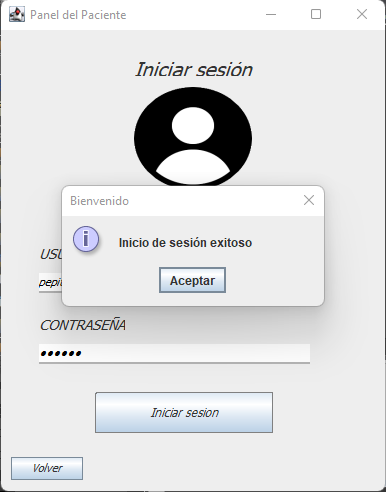 Panel del Paciente
Iniciar sesión
Bienvenido
Inicio de sesión exitoso
Aceptar
CONTRASEÑA
••••••
Iniciar sesion
Volver